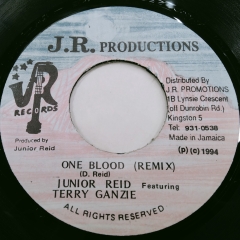 J.R. PRODUCTIONS
JR
RECORDS
Produced by
Junior Reid
Distributed By
J.R. PROMOTIONS
1B Lynsie Crescent
(off Dunrobin Rd.)
Kingston 5
Tel: 931-0538
Made in Jamaica
(p) (c) 1994
ONE BLOOD (REMIX)
(D. Reid)
JUNIOR REID Featuring
TERRY GANZIE
ALL RIGHTS RESERVED